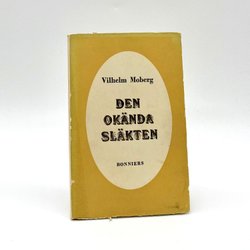 Vilhelm Moberg
DEN
OKÄNDA
SLÄKTEN
BONNIERS